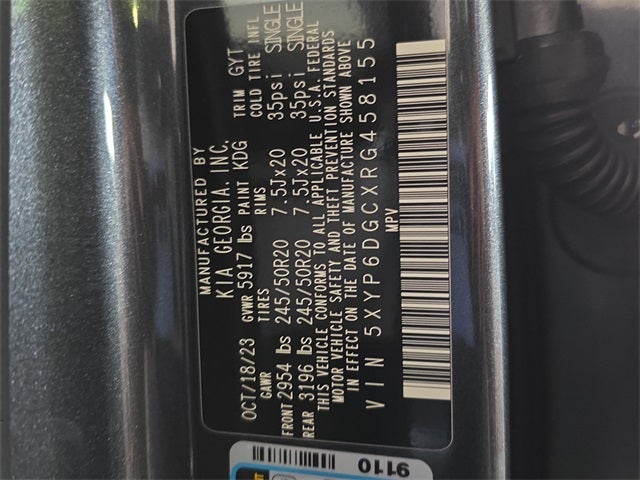 MANUFACTURED BY
KIA GEORGIA, INC.
OCT/18/23 GVWR 5917 lbs PAINT KDG TRIM GYT
GAWR TIRES RIMS COLD TIRE INFL
FRONT 2954 lbs 245/50R20 7.5Jx20 35psi SINGLE
REAR 3196 lbs 245/50R20 7.5Jx20 35psi SINGLE
THIS VEHICLE CONFORMS TO ALL APPLICABLE U.S.A. FEDERAL
MOTOR VEHICLE SAFETY AND THEFT PREVENTION STANDARDS
IN EFFECT ON THE DATE OF MANUFACTURE SHOWN ABOVE
VIN 5XYP6DGCXRG458155
MPV
9110